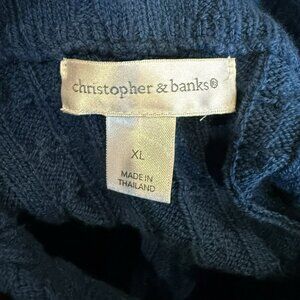 christopher & banks®
XL
MADE IN
THAILAND